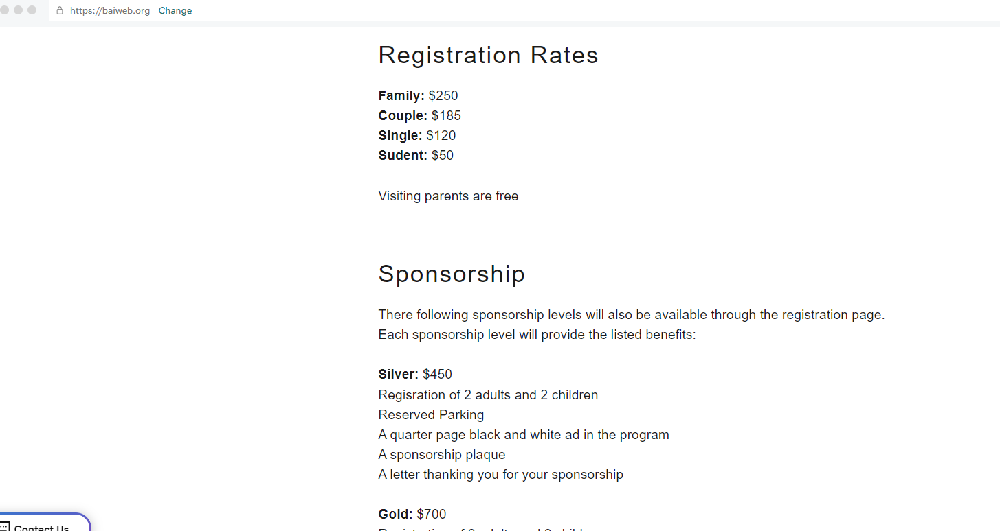 https://baiweb.org Change
Registration Rates
Family: $250
Couple: $185
Single: $120
Sudent: $50
Visiting parents are free
Sponsorship
There following sponsorship levels will also be available through the registration page.
Each sponsorship level will provide the listed benefits:
Silver: $450
Regisration of 2 adults and 2 children
Reserved Parking
A quarter page black and white ad in the program
A sponsorship plaque
A letter thanking you for your sponsorship
Gold: $700
Contact Us